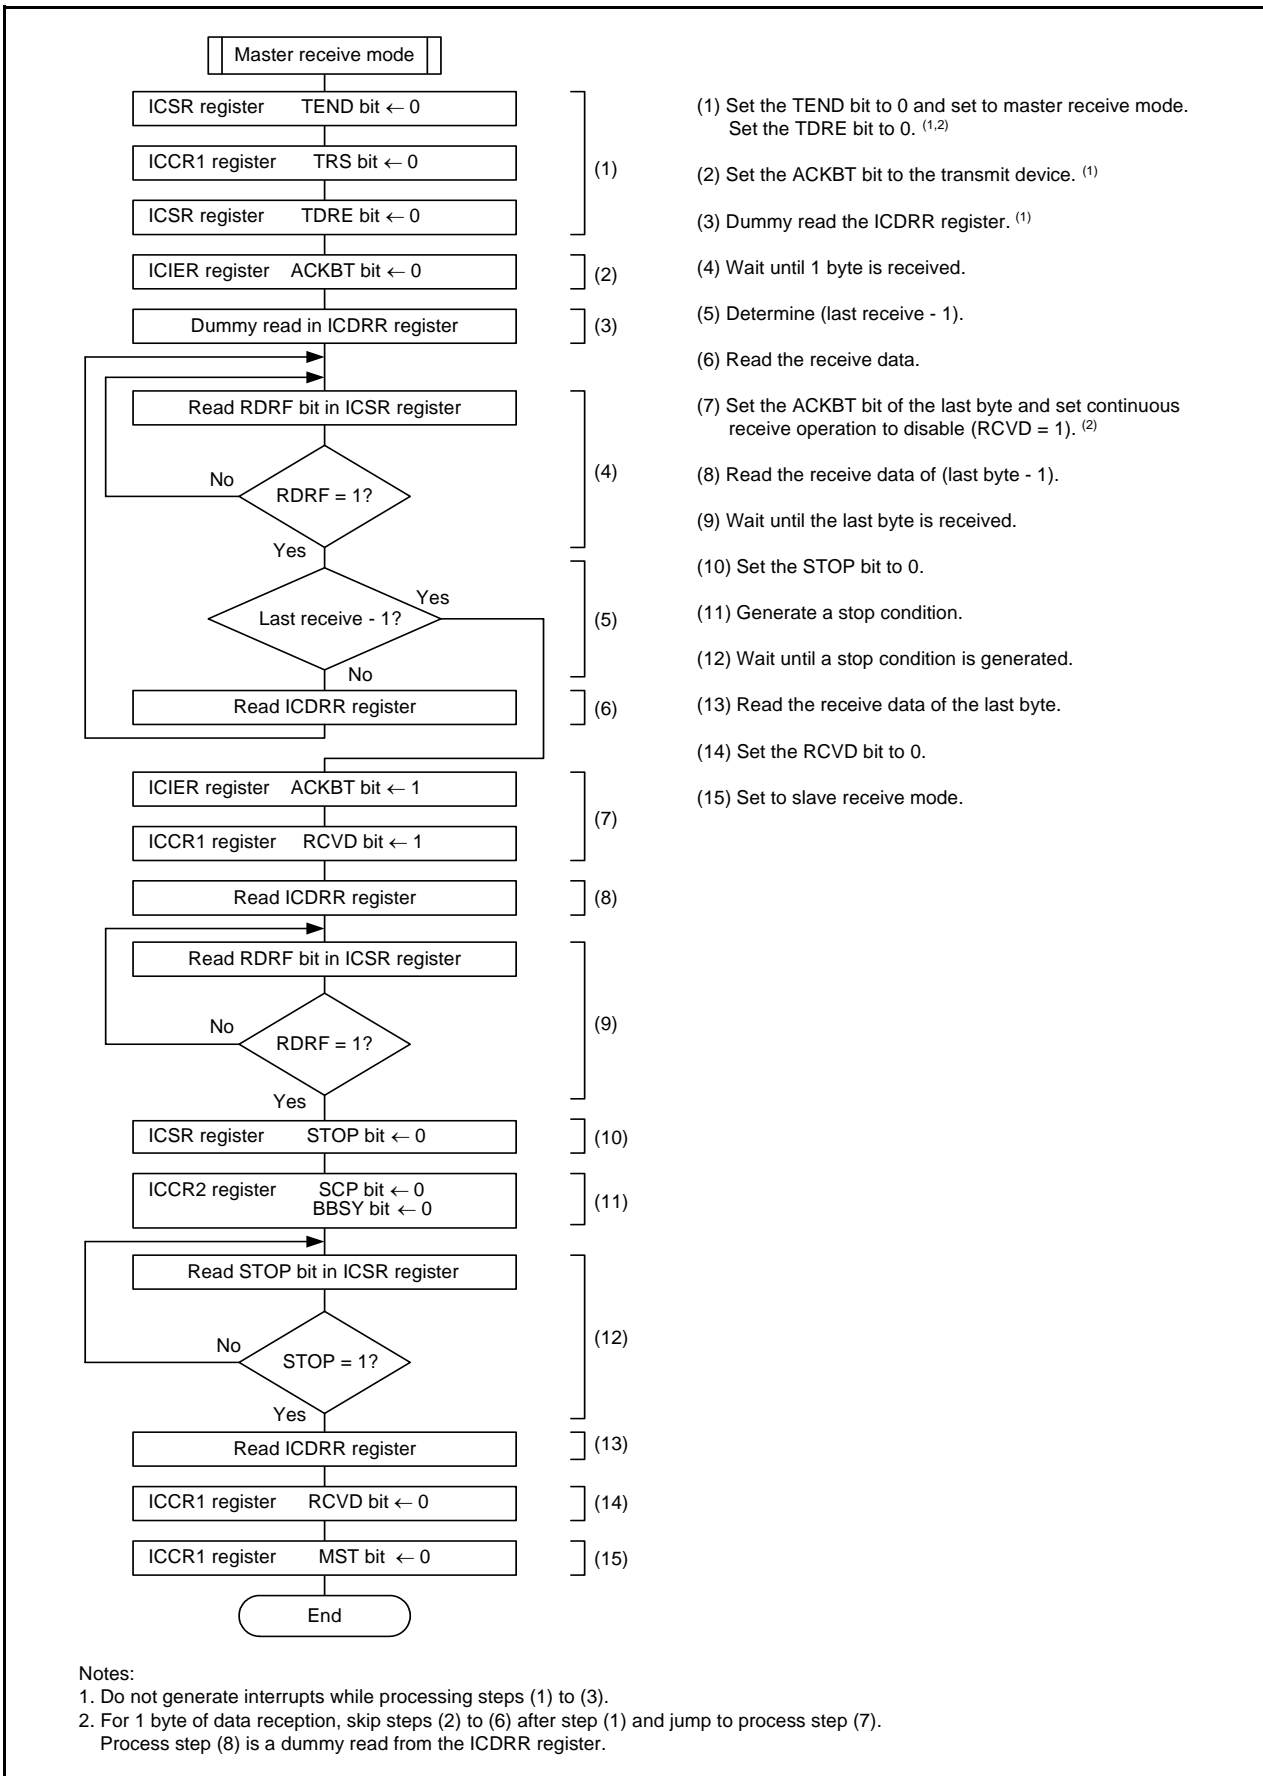 Master receive mode
ICSR register TEND bit ← 0
ICCR1 register TRS bit ← 0
ICSR register TDRE bit ← 0
(1)
ICIER register ACKBT bit ← 0
(2)
Dummy read in ICDRR register
(3)
Read RDRF bit in ICSR register
No
RDRF = 1?
(4)
Yes
Last receive - 1?
Yes
(5)
No
Read ICDRR register
(6)
ICIER register ACKBT bit ← 1
(7)
ICCR1 register RCVD bit ← 1
Read ICDRR register
(8)
Read RDRF bit in ICSR register
No
RDRF = 1?
(9)
Yes
ICSR register STOP bit ← 0
(10)
ICCR2 register SCP bit ← 0
BBSY bit ← 0
(11)
Read STOP bit in ICSR register
No
STOP = 1?
(12)
Yes
Read ICDRR register
(13)
ICCR1 register RCVD bit ← 0
(14)
ICCR1 register MST bit ← 0
(15)
End
(1) Set the TEND bit to 0 and set to master receive mode.
Set the TDRE bit to 0. (1,2)
(2) Set the ACKBT bit to the transmit device. (1)
(3) Dummy read the ICDRR register. (1)
(4) Wait until 1 byte is received.
(5) Determine (last receive - 1).
(6) Read the receive data.
(7) Set the ACKBT bit of the last byte and set continuous
receive operation to disable (RCVD = 1). (2)
(8) Read the receive data of (last byte - 1).
(9) Wait until the last byte is received.
(10) Set the STOP bit to 0.
(11) Generate a stop condition.
(12) Wait until a stop condition is generated.
(13) Read the receive data of the last byte.
(14) Set the RCVD bit to 0.
(15) Set to slave receive mode.
Notes:
1. Do not generate interrupts while processing steps (1) to (3).
2. For 1 byte of data reception, skip steps (2) to (6) after step (1) and jump to process step (7).
Process step (8) is a dummy read from the ICDRR register.